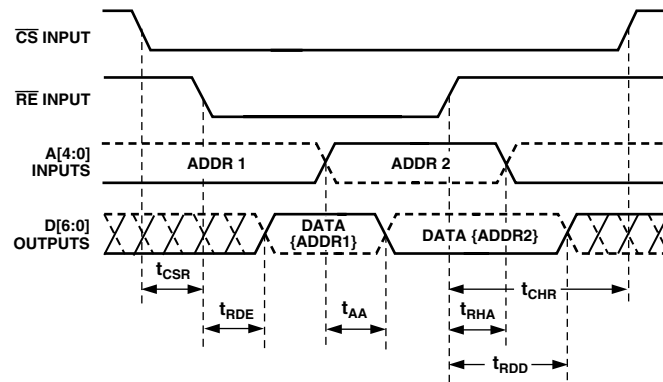 CS INPUT
RE INPUT
A[4:0]
INPUTS
ADDR 1
ADDR 2
D[6:0]
OUTPUTS
DATA
{ADDR1}
DATA {ADDR2}
tCSR
tRDE
tAA
tRHA
tCHR
tRDD